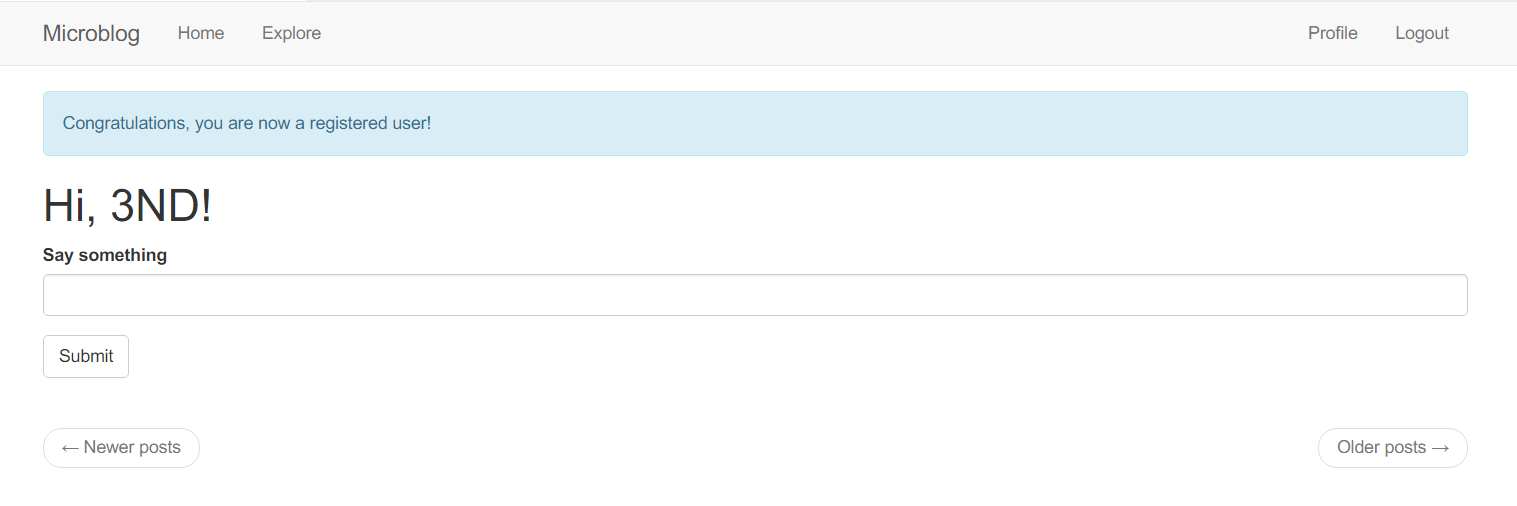 Microblog Home Explore Profile Logout
Congratulations, you are now a registered user!
Hi, 3ND!
Say something
Submit
← Newer posts Older posts →